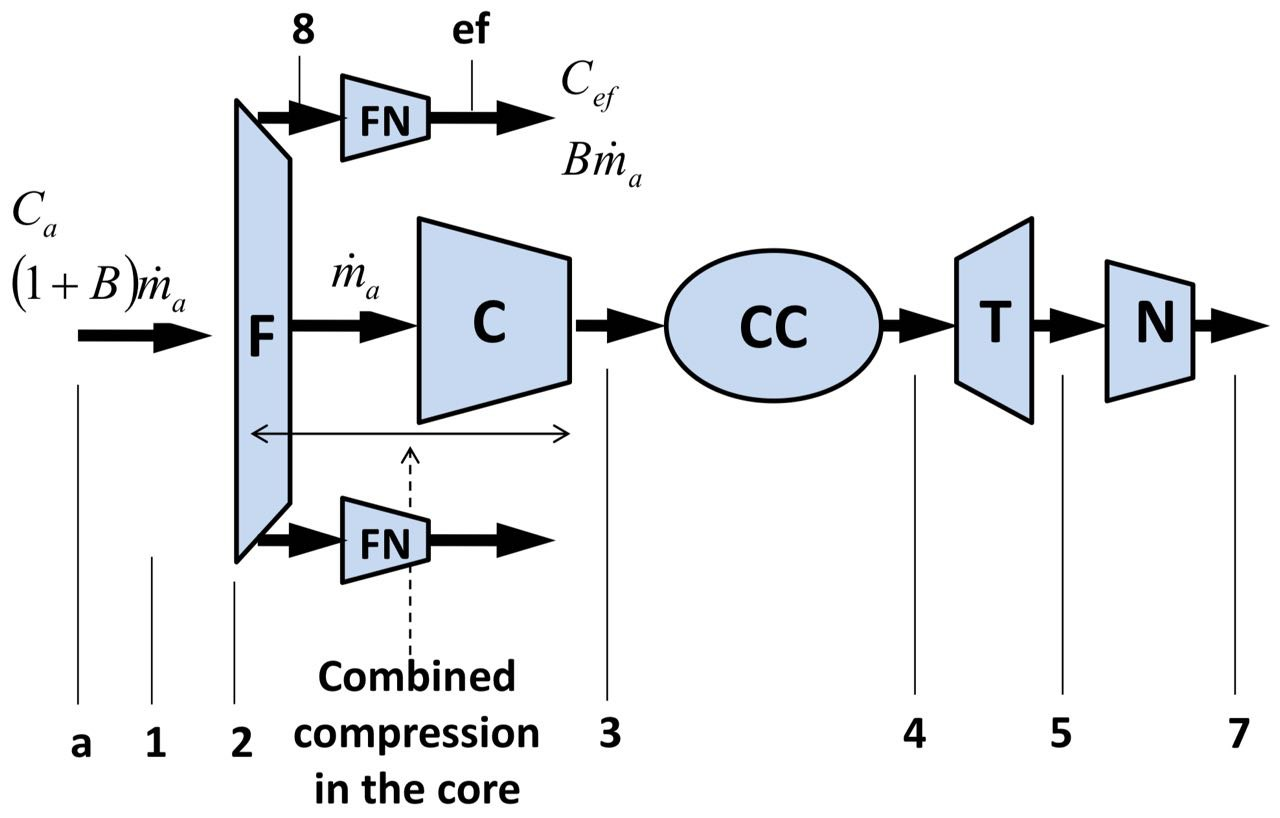 8
ef
C_ef
FN
Bṁ_a
C_a
(1 + B)ṁ_a
ṁ_a
F
C
CC
T
N
FN
Combined
compression
in the core
a
1
2
3
4
5
7